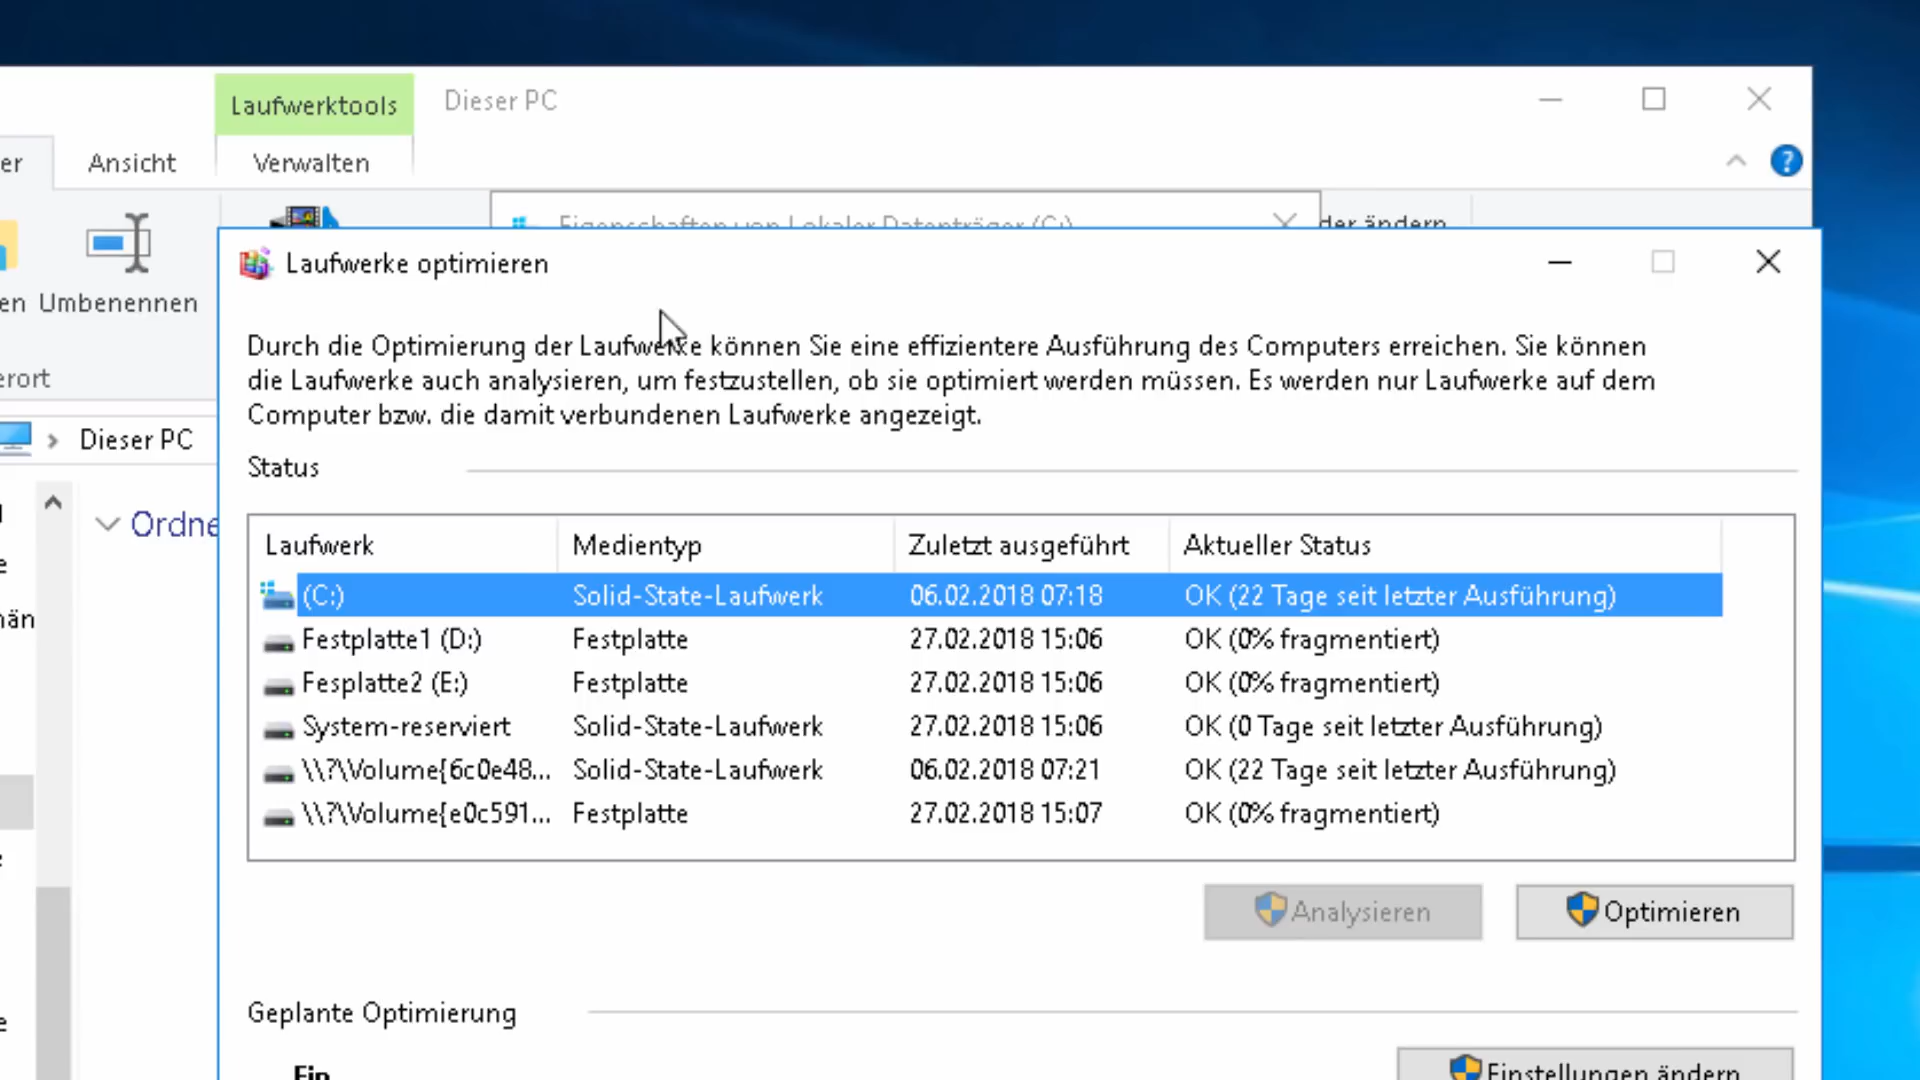 Laufwerktools
Dieser PC
er
Ansicht
Verwalten
Eigenschaften von Lokaler Datenträger (C:)
der ändern
en
Umbenennen
erort
Dieser PC
Ordne
Laufwerke optimieren
Durch die Optimierung der Laufwerke können Sie eine effizientere Ausführung des Computers erreichen. Sie können
die Laufwerke auch analysieren, um festzustellen, ob sie optimiert werden müssen. Es werden nur Laufwerke auf dem
Computer bzw. die damit verbundenen Laufwerke angezeigt.
Status
Laufwerk Medientyp Zuletzt ausgeführt Aktueller Status
(C:) Solid-State-Laufwerk 06.02.2018 07:18 OK (22 Tage seit letzter Ausführung)
Festplatte1 (D:) Festplatte 27.02.2018 15:06 OK (0% fragmentiert)
Fesplatte2 (E:) Festplatte 27.02.2018 15:06 OK (0% fragmentiert)
System-reserviert Solid-State-Laufwerk 27.02.2018 15:06 OK (0 Tage seit letzter Ausführung)
\\?\Volume{6c0e48... Solid-State-Laufwerk 06.02.2018 07:21 OK (22 Tage seit letzter Ausführung)
\\?\Volume{e0c591... Festplatte 27.02.2018 15:07 OK (0% fragmentiert)
Analysieren
Optimieren
Geplante Optimierung
Ein
Einstellungen ändern